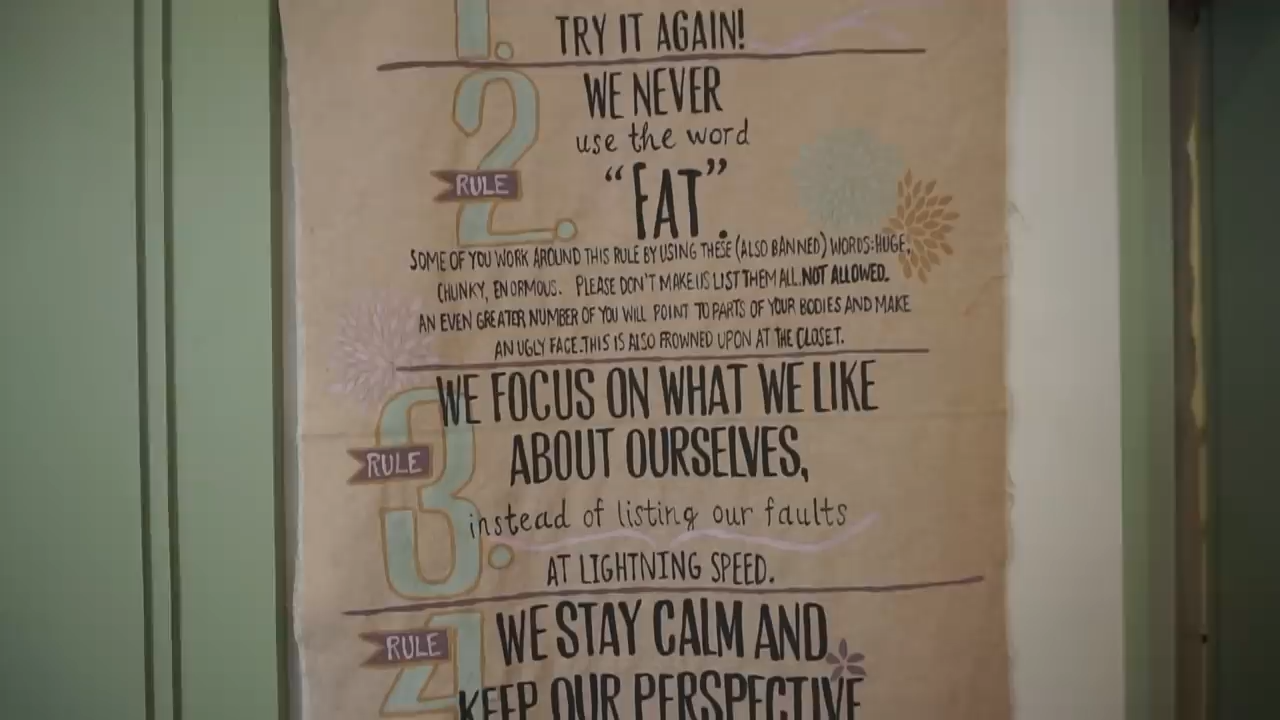 1.
TRY IT AGAIN!
WE NEVER
use the word
RULE 2.
"FAT".
SOME OF YOU WORK AROUND THIS RULE BY USING THESE (ALSO BANNED) WORDS: HUGE,
CHUNKY, ENORMOUS. PLEASE DON'T MAKE US LIST THEM ALL. NOT ALLOWED.
AN EVEN GREATER NUMBER OF YOU WILL POINT TO PARTS OF YOUR BODIES AND MAKE
AN UGLY FACE. THIS IS ALSO FROWNED UPON AT THE CLOSET.
WE FOCUS ON WHAT WE LIKE
ABOUT OURSELVES,
RULE 3.
instead of listing our faults
AT LIGHTNING SPEED.
RULE 4
WE STAY CALM AND
KEEP OUR PERSPECTIVE